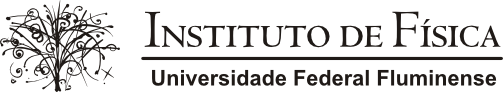 INSTITUTO DE FÍSICA
Universidade Federal Fluminense